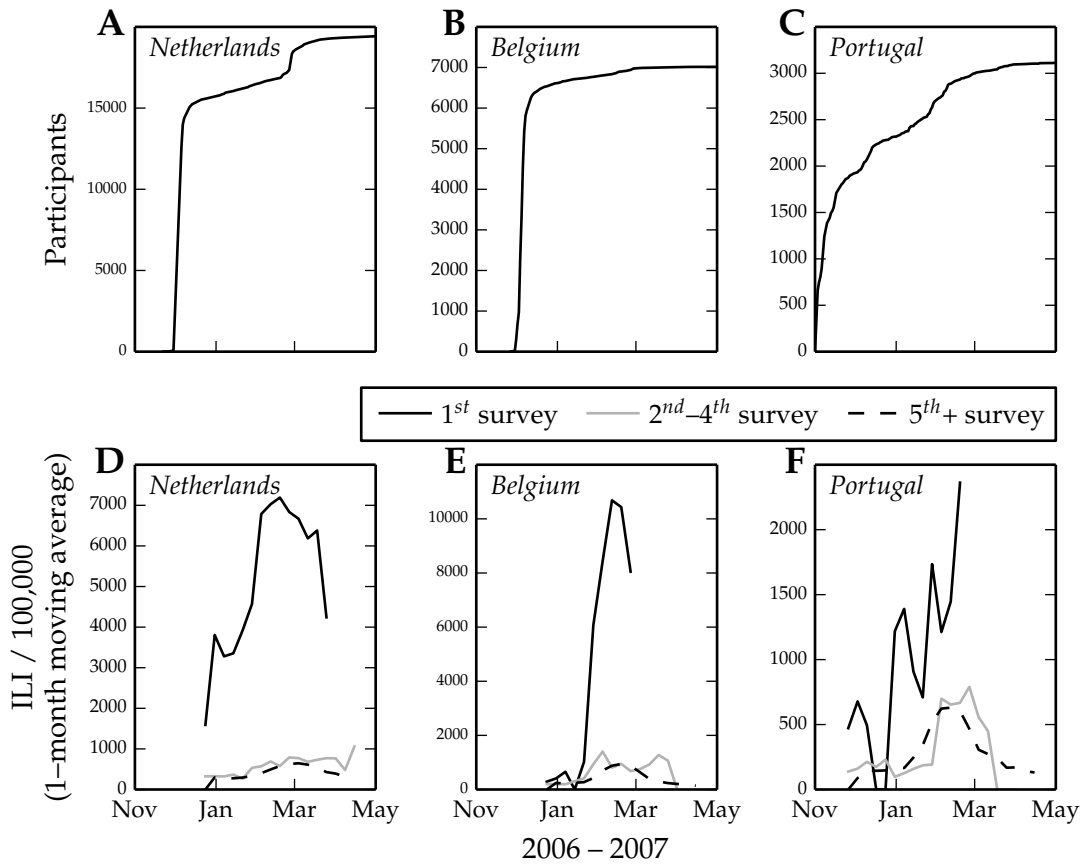 A
B
C
Netherlands
Belgium
Portugal
Participants
15000
10000
5000
0
7000
6000
5000
4000
3000
2000
1000
0
3000
2500
2000
1500
1000
500
0
1st survey
2nd–4th survey
5th+ survey
D
E
F
Netherlands
Belgium
Portugal
ILI / 100,000
(1–month moving average)
7000
6000
5000
4000
3000
2000
1000
0
10000
8000
6000
4000
2000
0
2000
1500
1000
500
0
Nov Jan Mar May
Nov Jan Mar May
Nov Jan Mar May
2006 – 2007